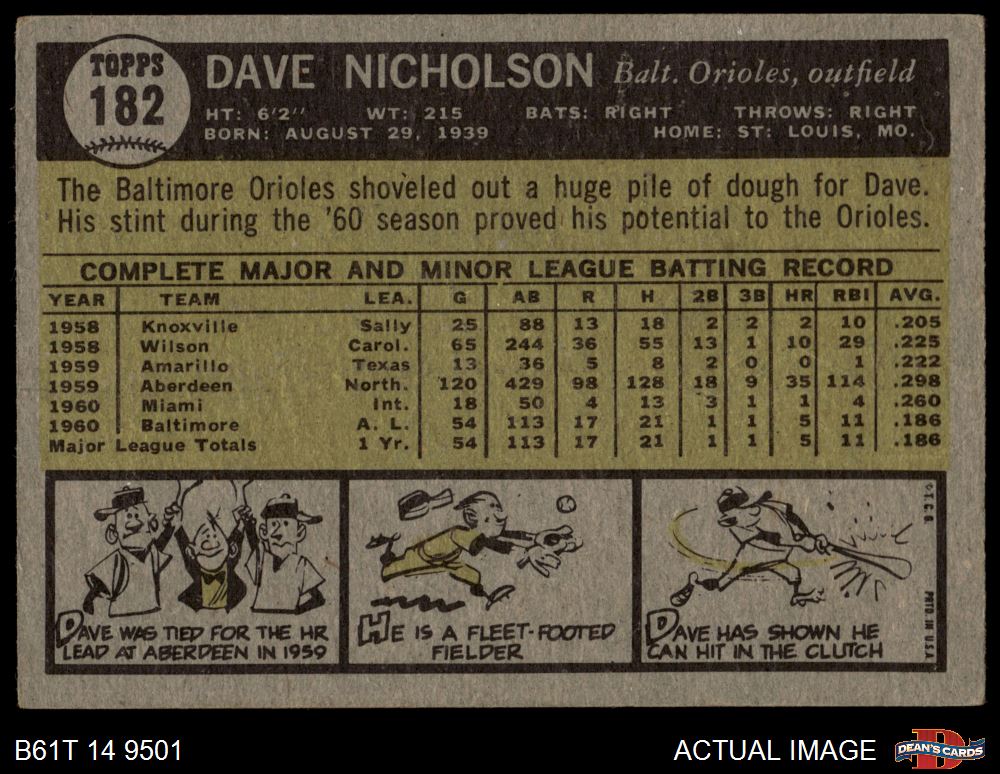 TOPPS
182
DAVE NICHOLSON Balt. Orioles, outfield
HT: 6'2" WT: 215 BATS: RIGHT THROWS: RIGHT
BORN: AUGUST 29, 1939 HOME: ST: LOUIS, MO.
The Baltimore Orioles shoveled out a huge pile of dough for Dave.
His stint during the '60 season proved his potential to the Orioles.
COMPLETE MAJOR AND MINOR LEAGUE BATTING RECORD
YEAR TEAM LEA. G AB R H 2B 3B HR RBI AVG.
1958 Knoxville Sally 25 88 13 18 2 2 2 10 .205
1958 Wilson Carol. 65 244 36 55 13 1 10 29 .225
1959 Amarillo Texas 13 36 5 8 2 0 0 1 .222
1959 Aberdeen North. 120 429 98 128 18 9 35 114 .298
1960 Miami Int. 18 50 4 13 3 1 1 4 .260
1960 Baltimore A. L. 54 113 17 21 1 1 5 11 .186
Major League Totals 1 Yr. 54 113 17 21 1 1 5 11 .186
DAVE WAS TIED FOR THE HR
LEAD AT ABERDEEN IN 1959
HE IS A FLEET-FOOTED
FIELDER
DAVE HAS SHOWN HE
CAN HIT IN THE CLUTCH
© T.C.G. PRTD. IN U.S.A.
B61T 14 9501
ACTUAL IMAGE
DEAN'S CARDS